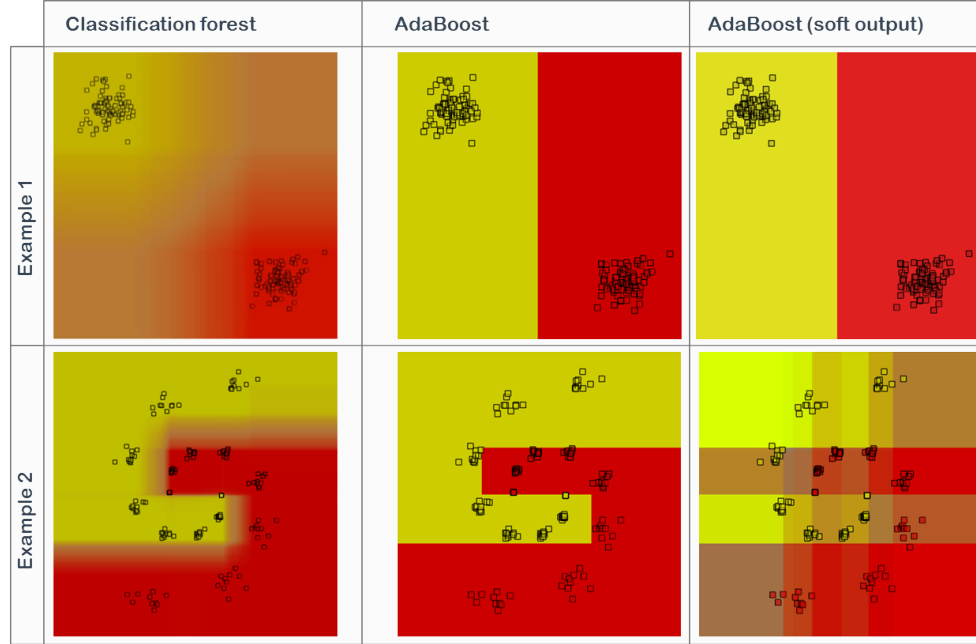 Classification forest
AdaBoost
AdaBoost (soft output)
Example 1
Example 2